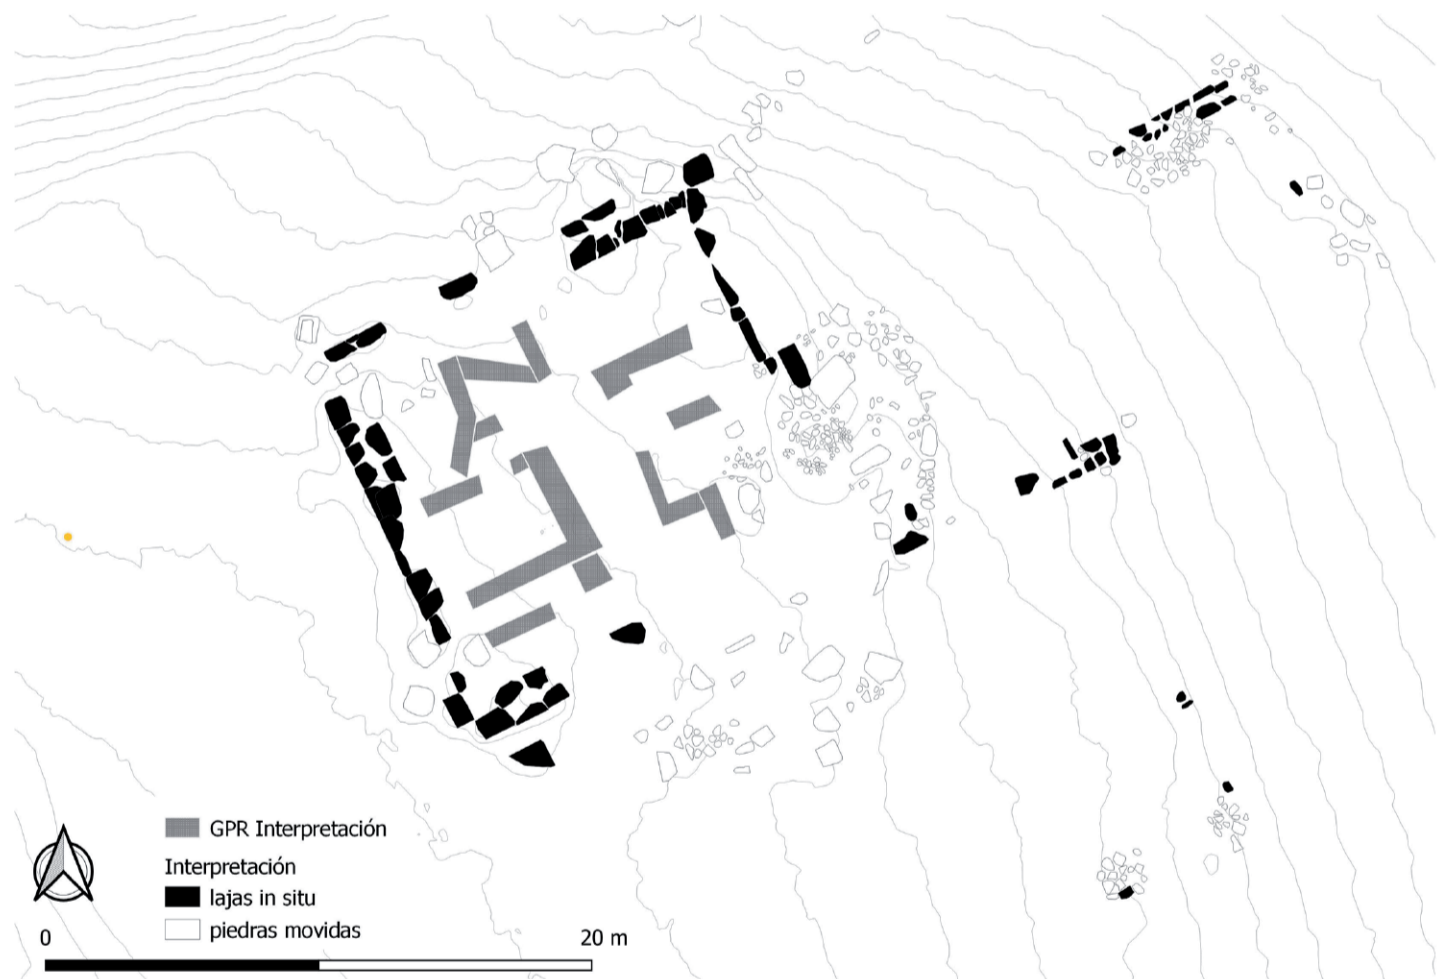 GPR Interpretación
Interpretación
lajas in situ
piedras movidas
0
20 m